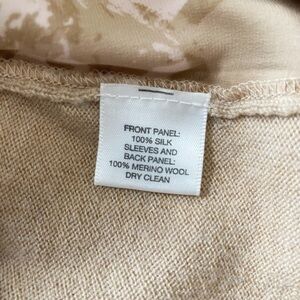 FRONT PANEL:
100% SILK
SLEEVES AND
BACK PANEL:
100% MERINO WOOL
DRY CLEAN